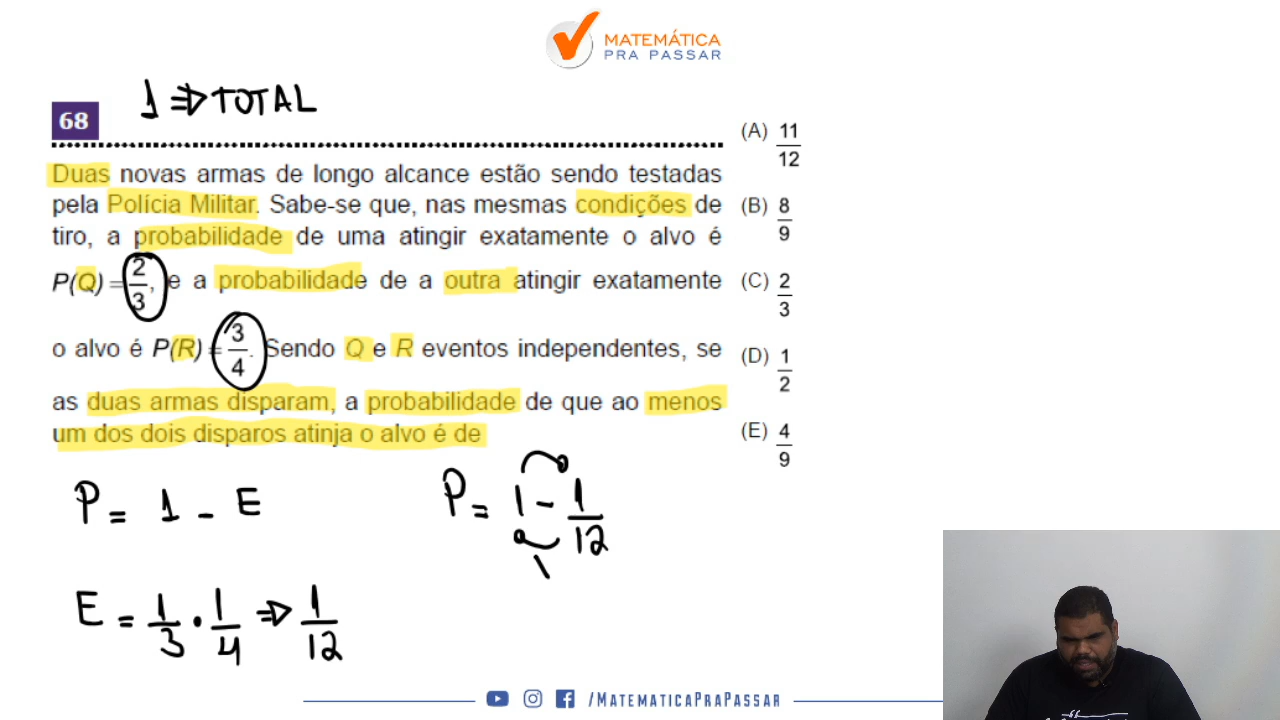 MATEMÁTICA
PRA PASSAR
1 ⇒ TOTAL
68
Duas novas armas de longo alcance estão sendo testadas
pela Polícia Militar. Sabe-se que, nas mesmas condições de
tiro, a probabilidade de uma atingir exatamente o alvo é
P(Q) = 2/3, e a probabilidade de a outra atingir exatamente
o alvo é P(R) = 3/4. Sendo Q e R eventos independentes, se
as duas armas disparam, a probabilidade de que ao menos
um dos dois disparos atinja o alvo é de
(A) 11/12
(B) 8/9
(C) 2/3
(D) 1/2
(E) 4/9
P = 1 - E
E = 1/3 · 1/4 ⇒ 1/12
P = 1 - 1/12
/MATEMATICAPRAPASSAR